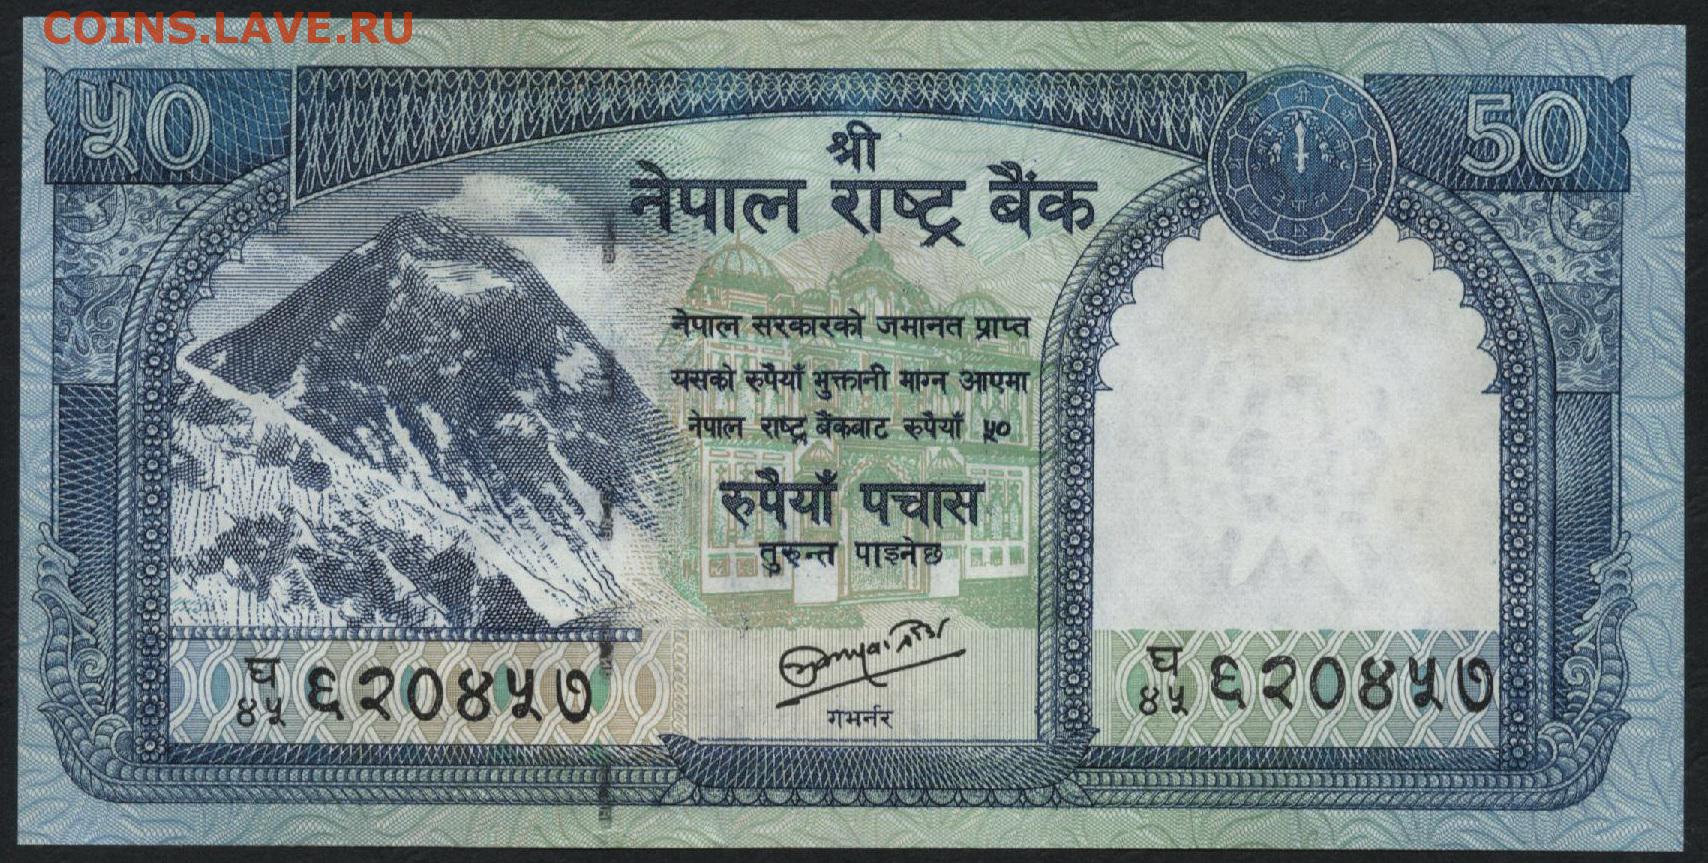 COINS.LAVE.RU
५०
50
श्री
नेपाल राष्ट्र बैंक
नेपाल सरकारको जमानत प्राप्त
यसको रुपैयाँ भुक्तानी माग्न आएमा
नेपाल राष्ट्र बैंकबाट रुपैयाँ ५०
रुपैयाँ पचास
तुरुन्त पाइनेछ
गभर्नर
घ
४५ ६२०४५७
घ
४५ ६२०४५७